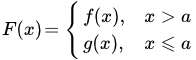 F(x) = { f(x), x > a
g(x), x ⩽ a